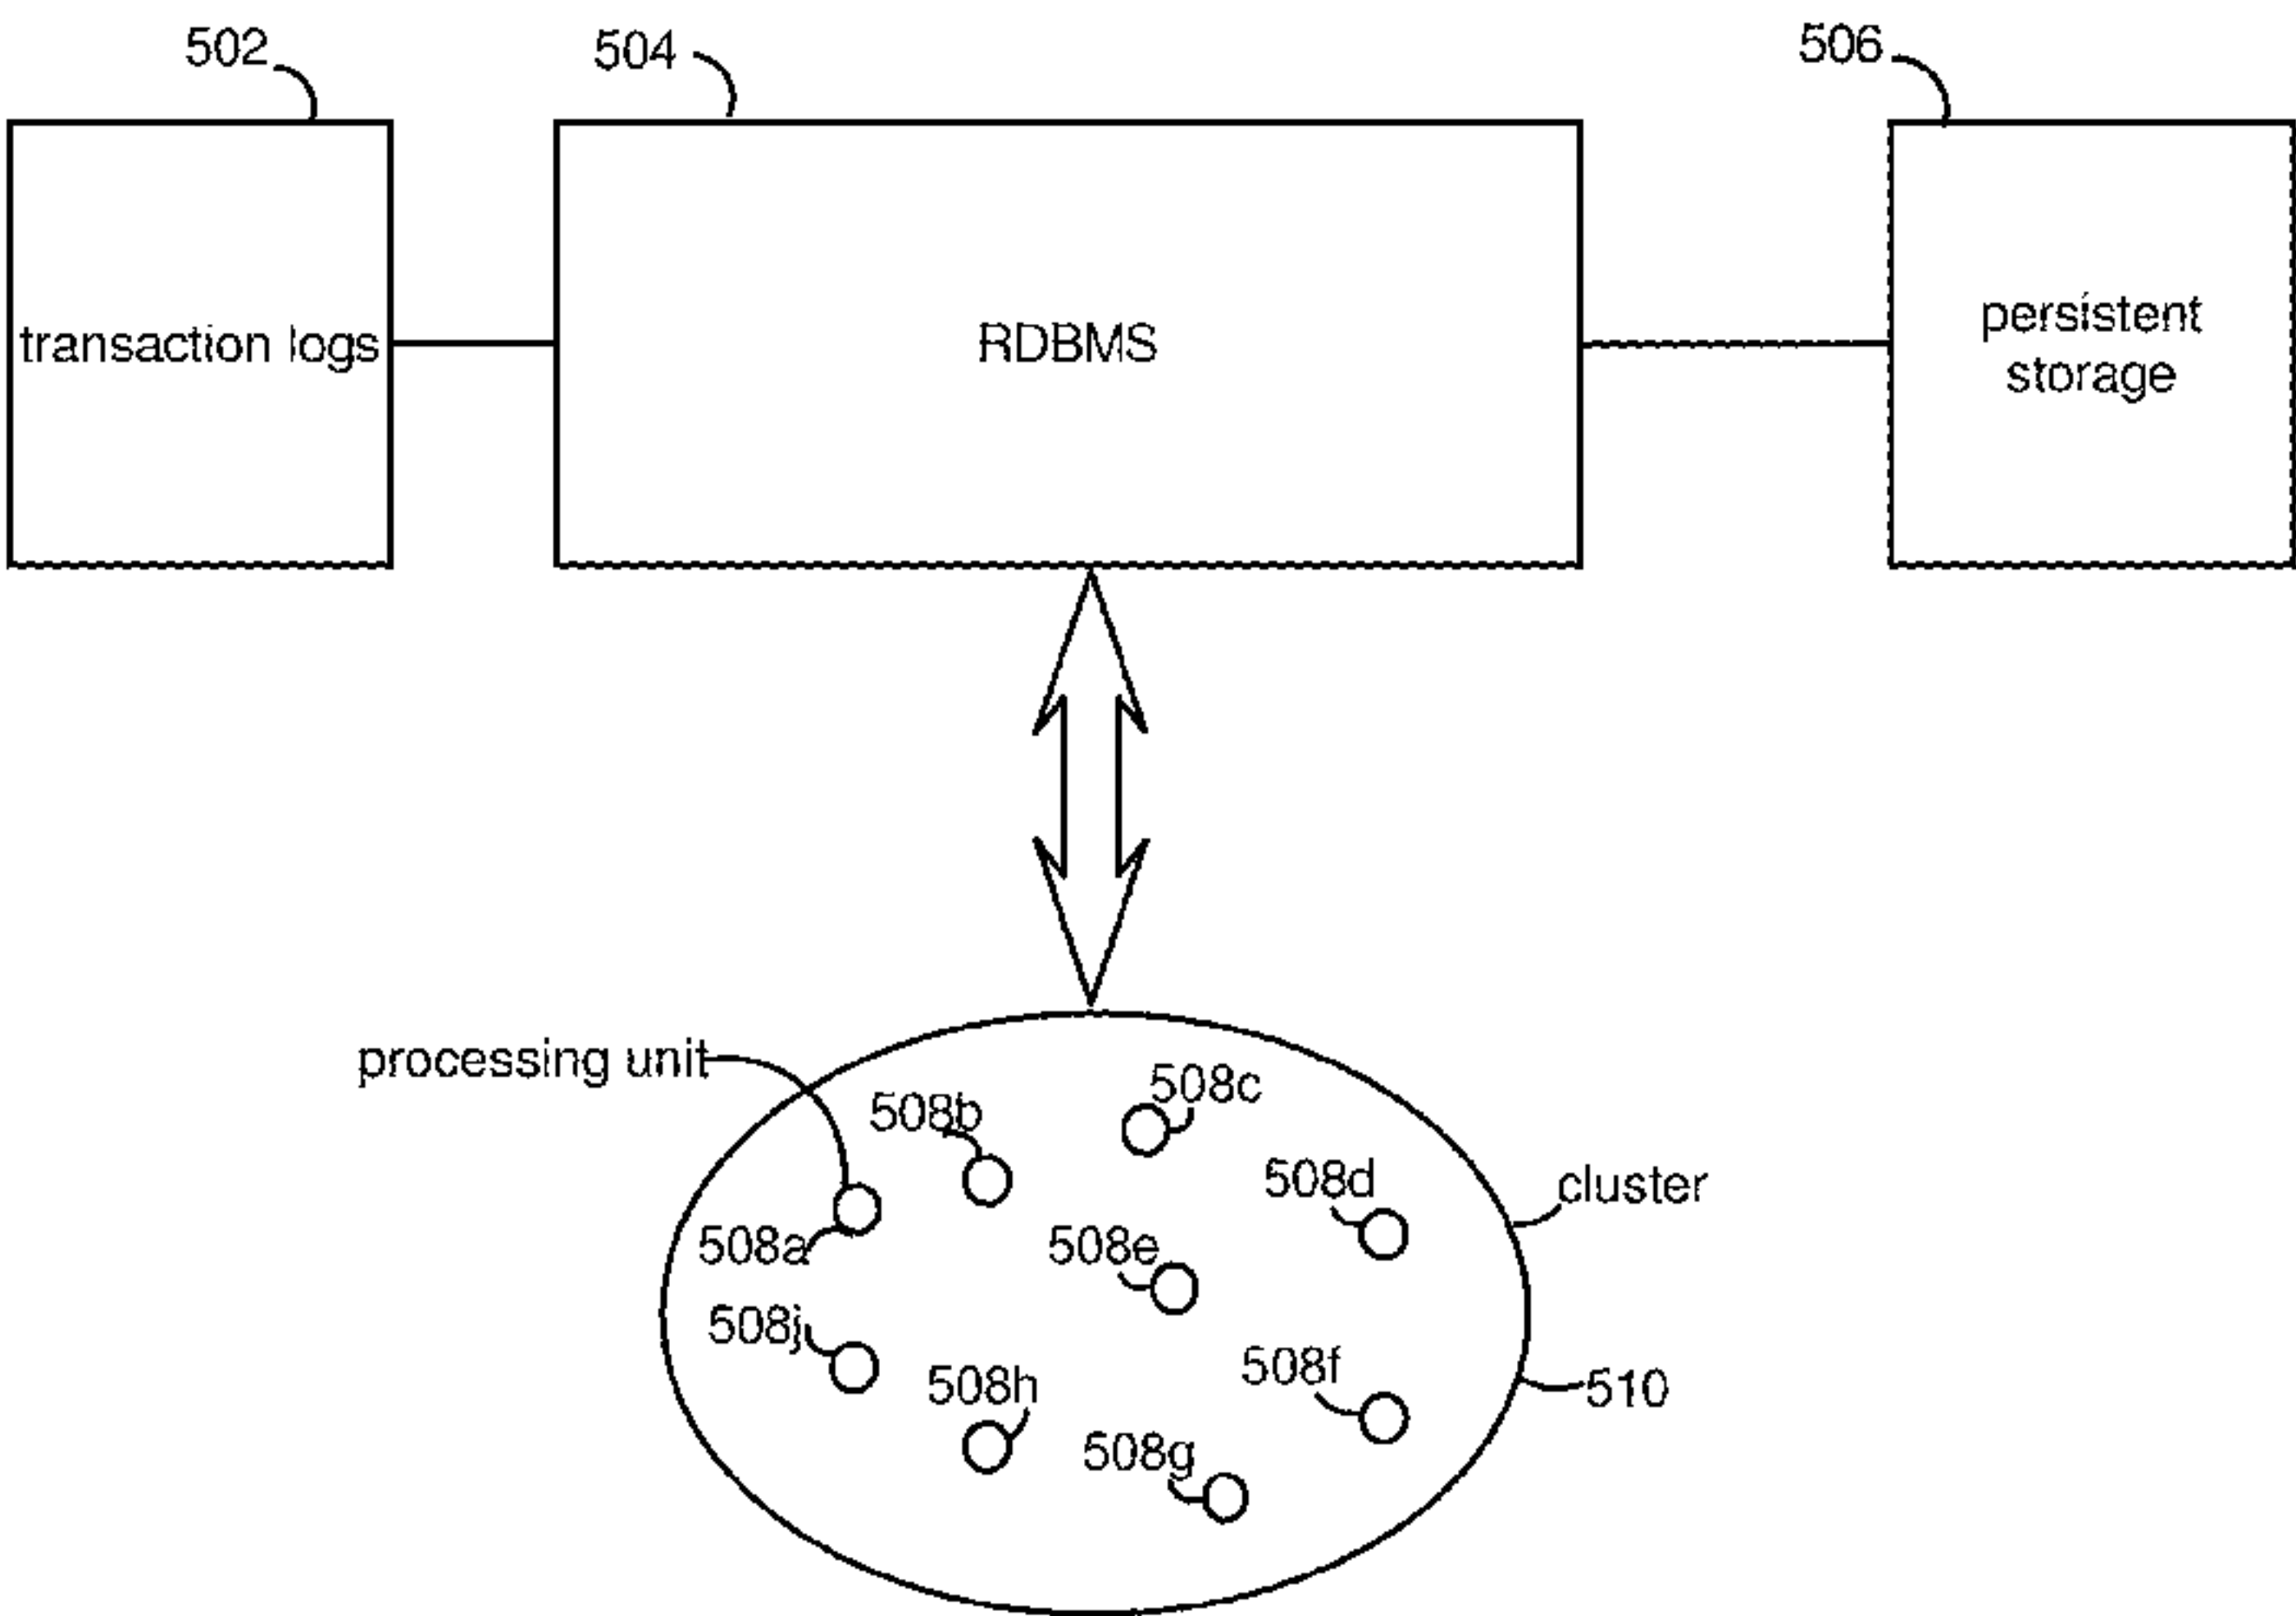 502
504
506
transaction logs
RDBMS
persistent
storage
processing unit
508b
508c
508d
cluster
508a
508e
508j
508f
508h
510
508g